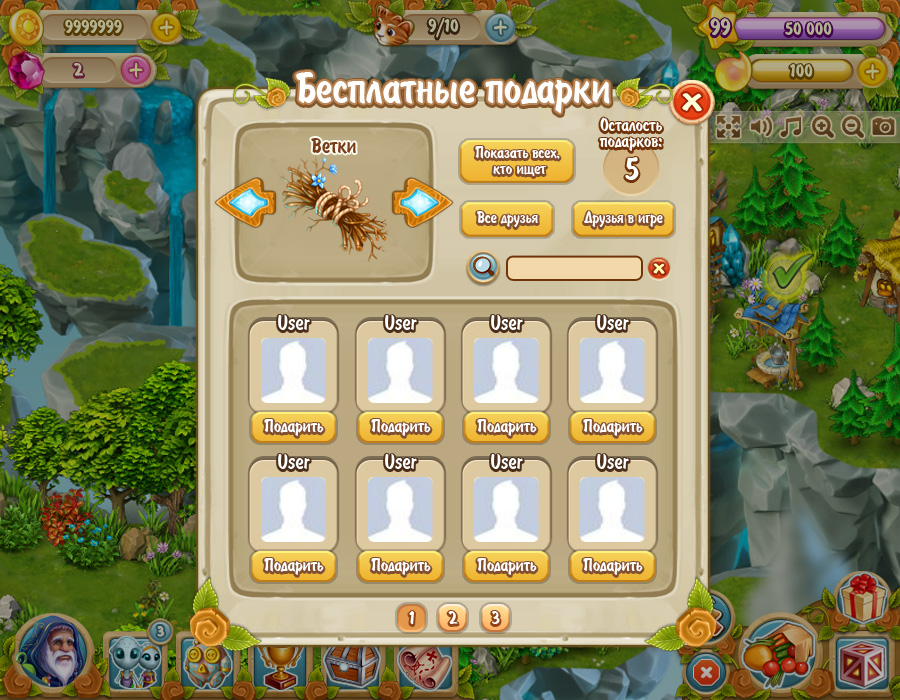 9999999
9/10
99
50 000
2
100
Бесплатные подарки
Ветки
Показать всех,
кто ищет
Осталость
подарков:
5
Все друзья
Друзья в игре
User
User
User
User
Подарить
Подарить
Подарить
Подарить
User
User
User
User
Подарить
Подарить
Подарить
Подарить
1
2
3
3